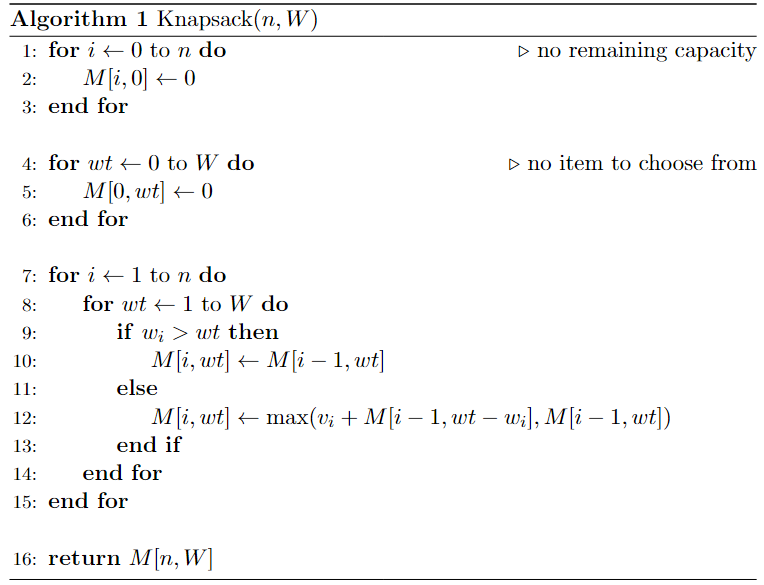 Algorithm 1 Knapsack(n, W)
1: for i ← 0 to n do ▷ no remaining capacity
2: M[i, 0] ← 0
3: end for
4: for wt ← 0 to W do ▷ no item to choose from
5: M[0, wt] ← 0
6: end for
7: for i ← 1 to n do
8: for wt ← 1 to W do
9: if wᵢ > wt then
10: M[i, wt] ← M[i − 1, wt]
11: else
12: M[i, wt] ← max(vᵢ + M[i − 1, wt − wᵢ], M[i − 1, wt])
13: end if
14: end for
15: end for
16: return M[n, W]